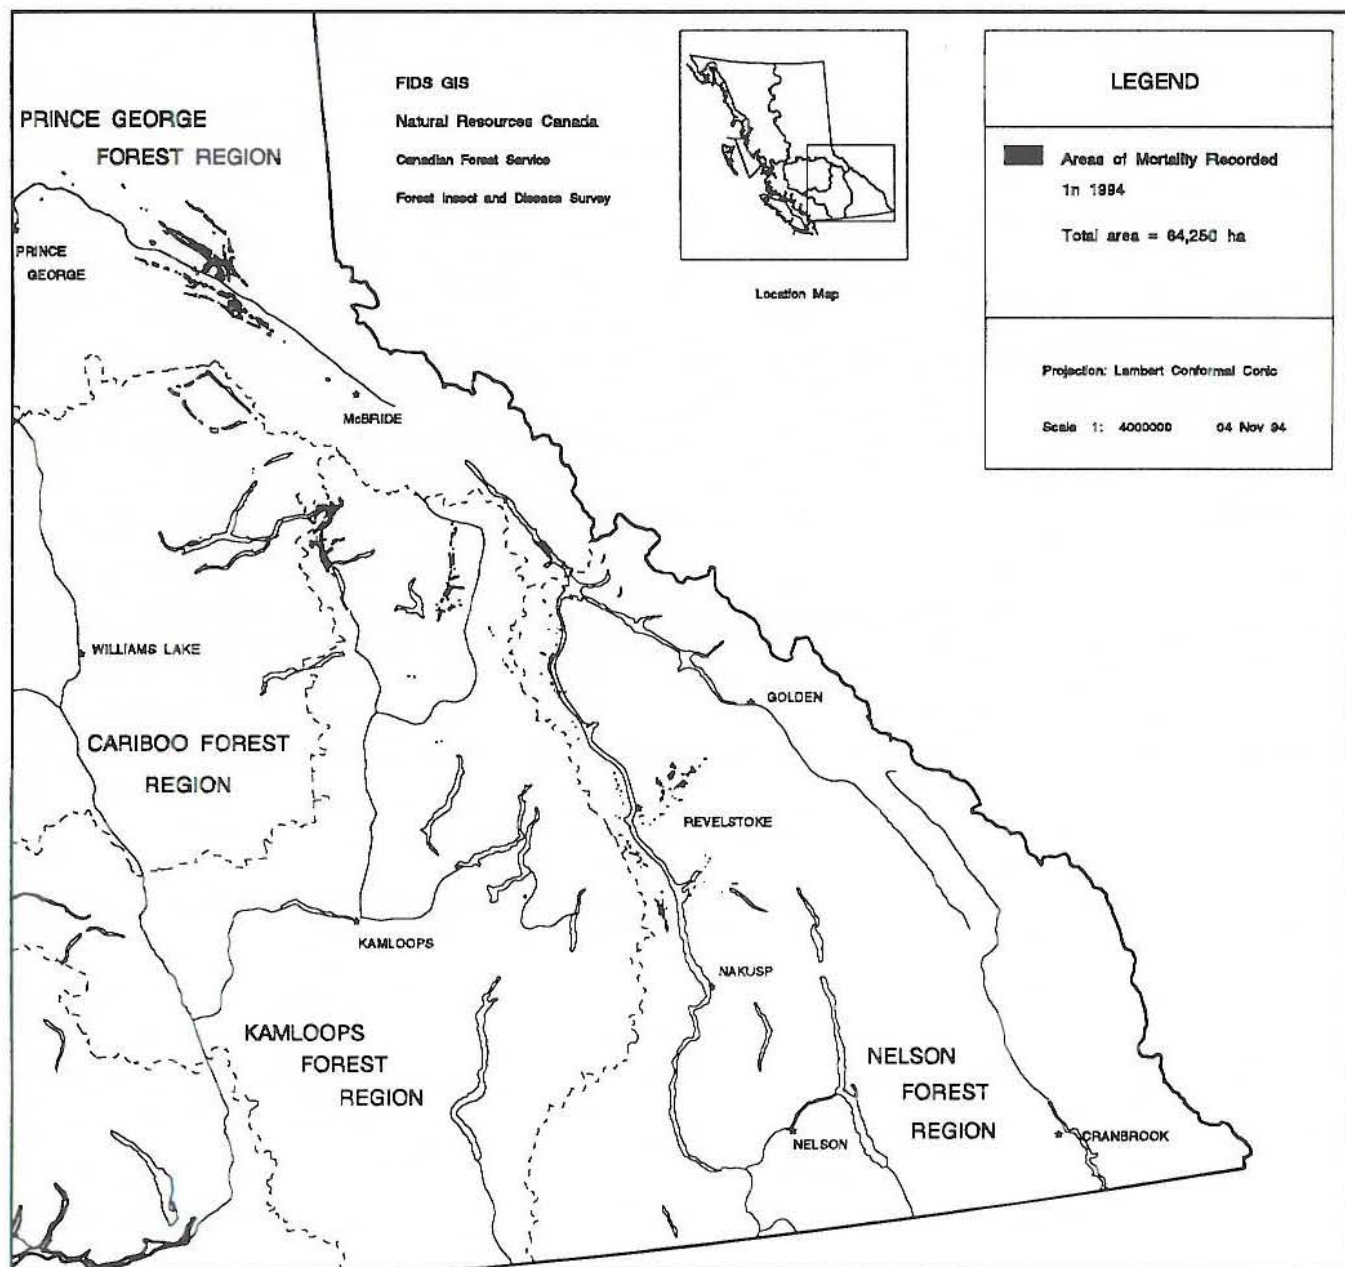 PRINCE GEORGE
FOREST REGION
FIDS GIS
Natural Resources Canada
Canadian Forest Service
Forest Insect and Disease Survey
Location Map
LEGEND
Areas of Mortality Recorded
1n 1994
Total area = 64,250 ha
Projection: Lambert Conformal Conic
Scale 1: 4000000 04 Nov 94
PRINCE
GEORGE
McBRIDE
WILLIAMS LAKE
GOLDEN
CARIBOO FOREST
REGION
REVELSTOKE
KAMLOOPS
NAKUSP
KAMLOOPS
FOREST
REGION
NELSON
FOREST
REGION
NELSON
CRANBROOK